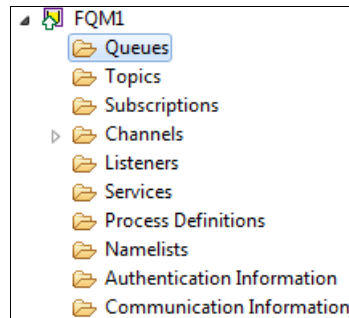 FQM1
Queues
Topics
Subscriptions
Channels
Listeners
Services
Process Definitions
Namelists
Authentication Information
Communication Information